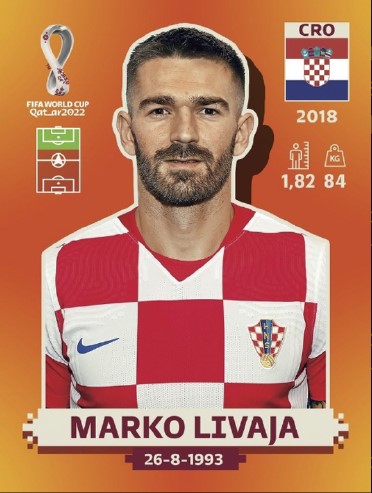 CRO
FIFA WORLD CUP
Qatar2022
2018
KG
1,82 84
MARKO LIVAJA
26-8-1993